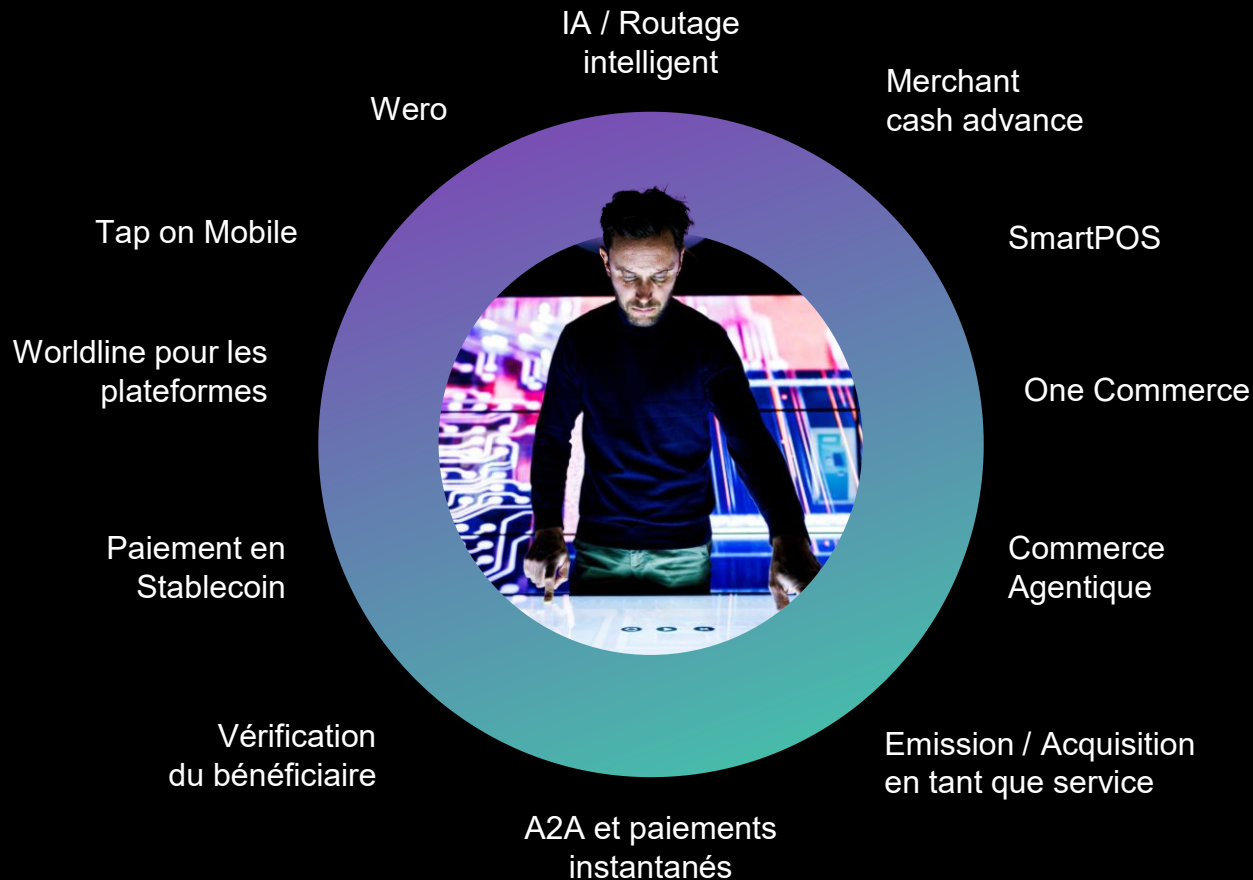 IA / Routage
intelligent
Merchant
cash advance
Wero
Tap on Mobile
SmartPOS
Worldline pour les
plateformes
One Commerce
Paiement en
Stablecoin
Commerce
Agentique
Vérification
du bénéficiaire
Emission / Acquisition
en tant que service
A2A et paiements
instantanés